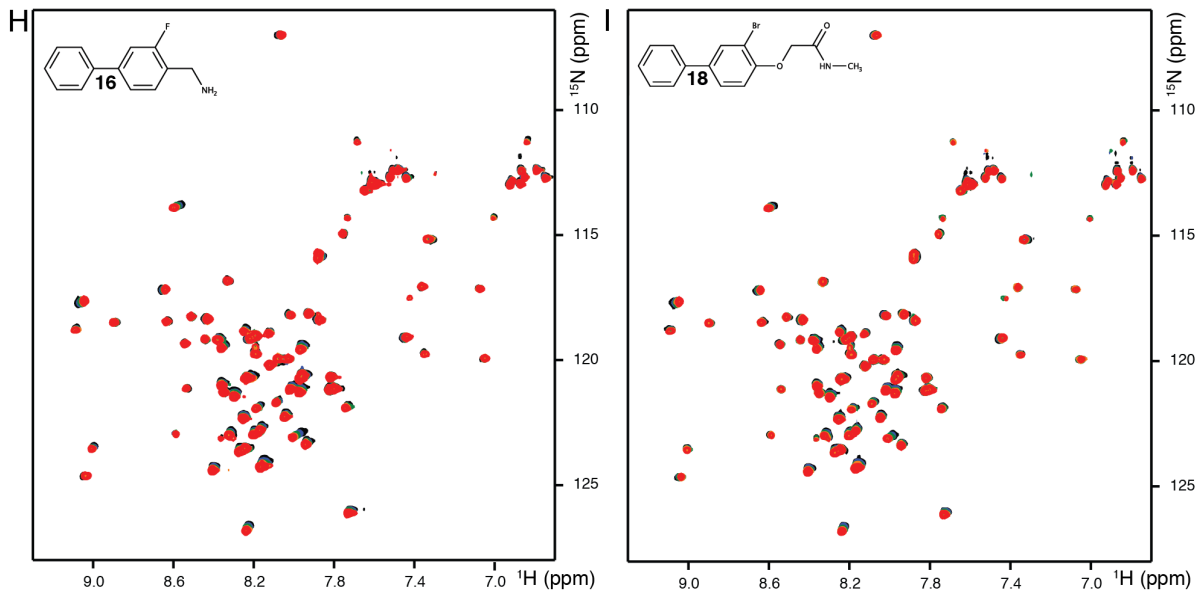 H
F
16
NH₂
¹⁵N (ppm)
110
115
120
125
9.0 8.6 8.2 7.8 7.4 7.0 ¹H (ppm)
I
Br
O
O
18
NH
CH₃
¹⁵N (ppm)
110
115
120
125
9.0 8.6 8.2 7.8 7.4 7.0 ¹H (ppm)